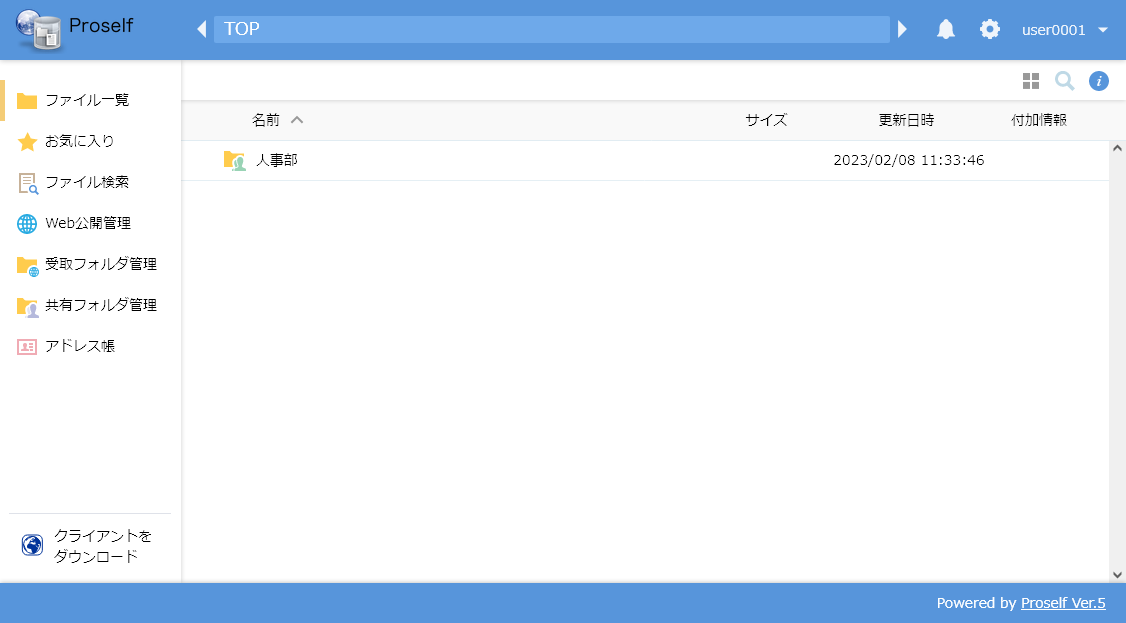 Proself
TOP
user0001
ファイル一覧
お気に入り
ファイル検索
Web公開管理
受取フォルダ管理
共有フォルダ管理
アドレス帳
クライアントを
ダウンロード
名前 サイズ 更新日時 付加情報
人事部 2023/02/08 11:33:46
Powered by Proself Ver.5